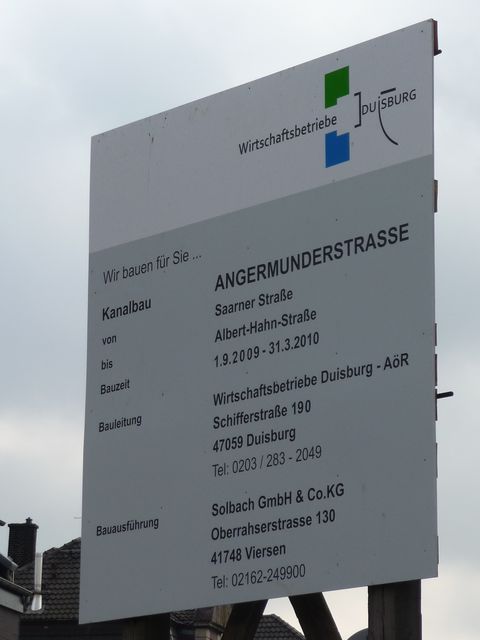 Wirtschaftsbetriebe DUISBURG
Wir bauen für Sie ...
Kanalbau ANGERMUNDERSTRASSE
von Saarner Straße
bis Albert-Hahn-Straße
Bauzeit 1.9.2009 - 31.3.2010
Bauleitung Wirtschaftsbetriebe Duisburg - AöR
Schifferstraße 190
47059 Duisburg
Tel: 0203 / 283 - 2049
Bauausführung Solbach GmbH & Co.KG
Oberrahserstrasse 130
41748 Viersen
Tel: 02162-249900